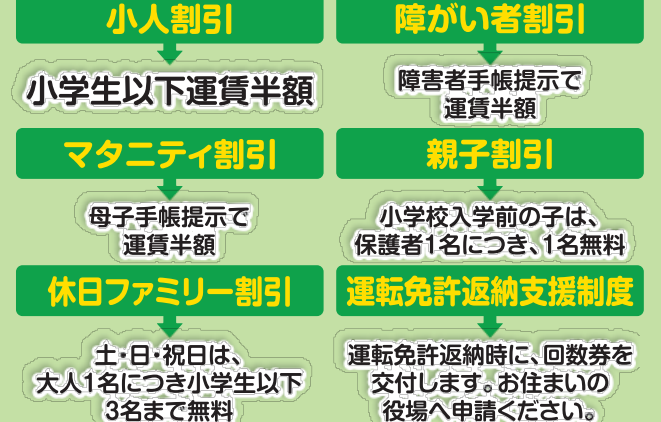 小人割引
小学生以下運賃半額
障がい者割引
障害者手帳提示で
運賃半額
マタニティ割引
母子手帳提示で
運賃半額
親子割引
小学校入学前の子は、
保護者1名につき、1名無料
休日ファミリー割引
土・日・祝日は、
大人1名につき小学生以下
3名まで無料
運転免許返納支援制度
運転免許返納時に、回数券を
交付します。お住まいの
役場へ申請ください。